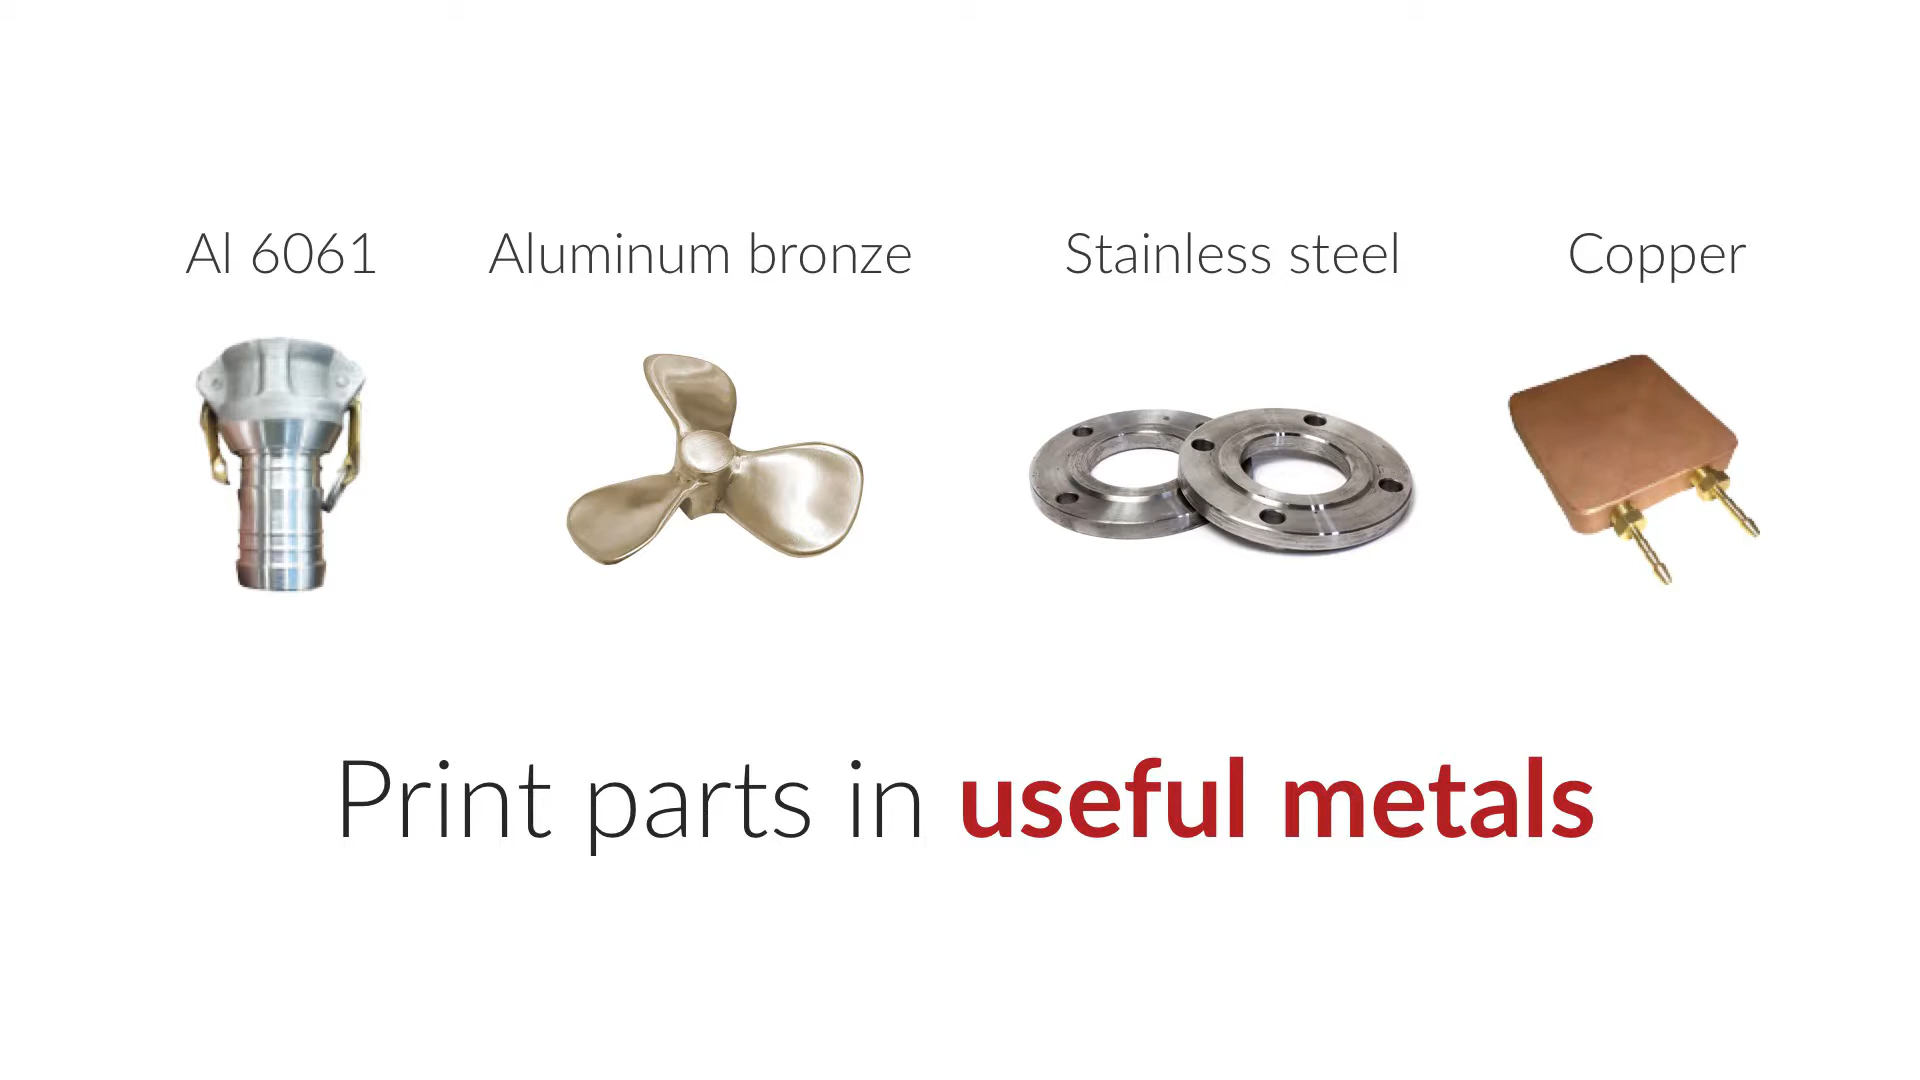 Al 6061
Aluminum bronze
Stainless steel
Copper
Print parts in useful metals